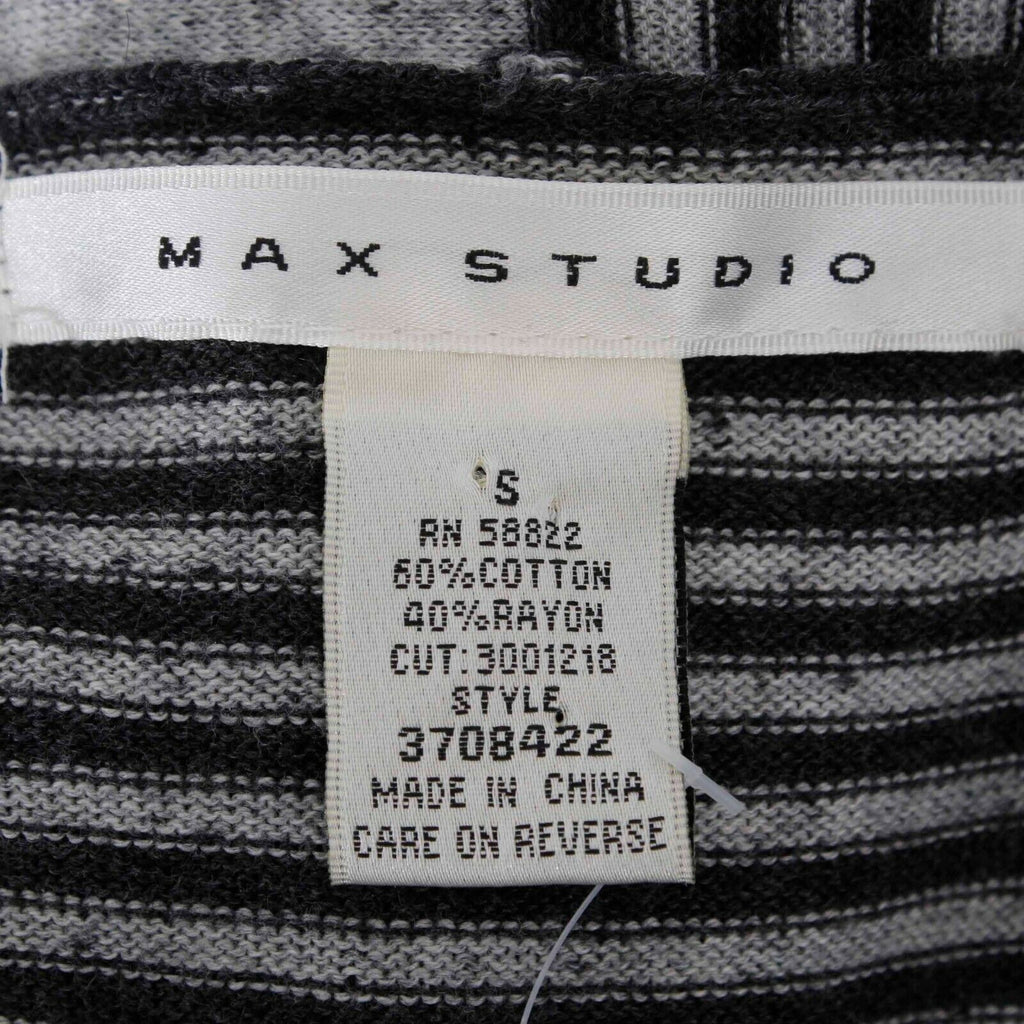 MAX STUDIO
S
RN 58822
60%COTTON
40%RAYON
CUT:3001218
STYLE
3708422
MADE IN CHINA
CARE ON REVERSE